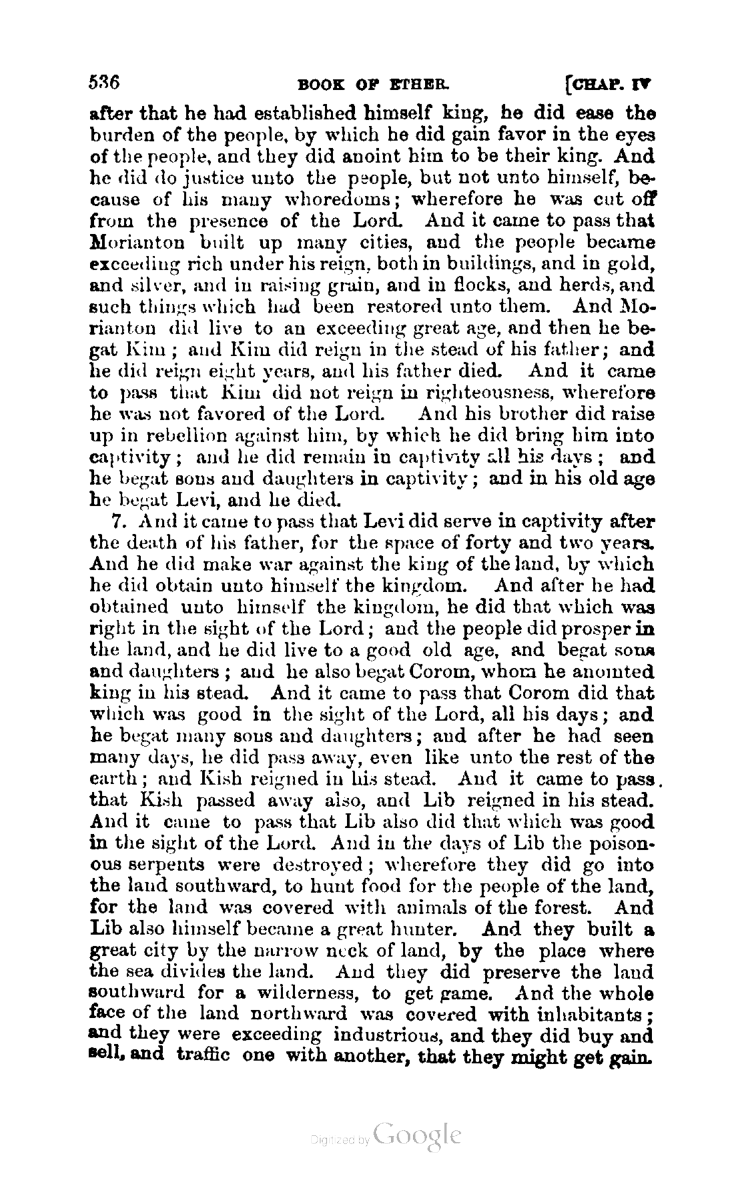 536 BOOK OF ETHER. [CHAP. IV
after that he had established himself king, he did ease the
burden of the people, by which he did gain favor in the eyes
of the people, and they did anoint him to be their king. And
he did do justice unto the people, but not unto himself, be-
cause of his many whoredoms; wherefore he was cut off
from the presence of the Lord. And it came to pass that
Morianton built up many cities, and the people became
exceeding rich under his reign, both in buildings, and in gold,
and silver, and in raising grain, and in flocks, and herds, and
such things which had been restored unto them. And Mo-
rianton did live to an exceeding great age, and then he be-
gat Kim; and Kim did reign in the stead of his father; and
he did reign eight years, and his father died. And it came
to pass that Kim did not reign in righteousness, wherefore
he was not favored of the Lord. And his brother did raise
up in rebellion against him, by which he did bring him into
captivity; and he did remain in captivity all his days; and
he begat sons and daughters in captivity; and in his old age
he begat Levi, and he died.
7. And it came to pass that Levi did serve in captivity after
the death of his father, for the space of forty and two years.
And he did make war against the king of the land, by which
he did obtain unto himself the kingdom. And after he had
obtained unto himself the kingdom, he did that which was
right in the sight of the Lord; and the people did prosper in
the land, and he did live to a good old age, and begat sons
and daughters; and he also begat Corom, whom he anointed
king in his stead. And it came to pass that Corom did that
which was good in the sight of the Lord, all his days; and
he begat many sons and daughters; and after he had seen
many days, he did pass away, even like unto the rest of the
earth; and Kish reigned in his stead. And it came to pass
that Kish passed away also, and Lib reigned in his stead.
And it came to pass that Lib also did that which was good
in the sight of the Lord. And in the days of Lib the poison-
ous serpents were destroyed; wherefore they did go into
the land southward, to hunt food for the people of the land,
for the land was covered with animals of the forest. And
Lib also himself became a great hunter. And they built a
great city by the narrow neck of land, by the place where
the sea divides the land. And they did preserve the land
southward for a wilderness, to get game. And the whole
face of the land northward was covered with inhabitants;
and they were exceeding industrious, and they did buy and
sell, and traffic one with another, that they might get gain.
Digitized by Google